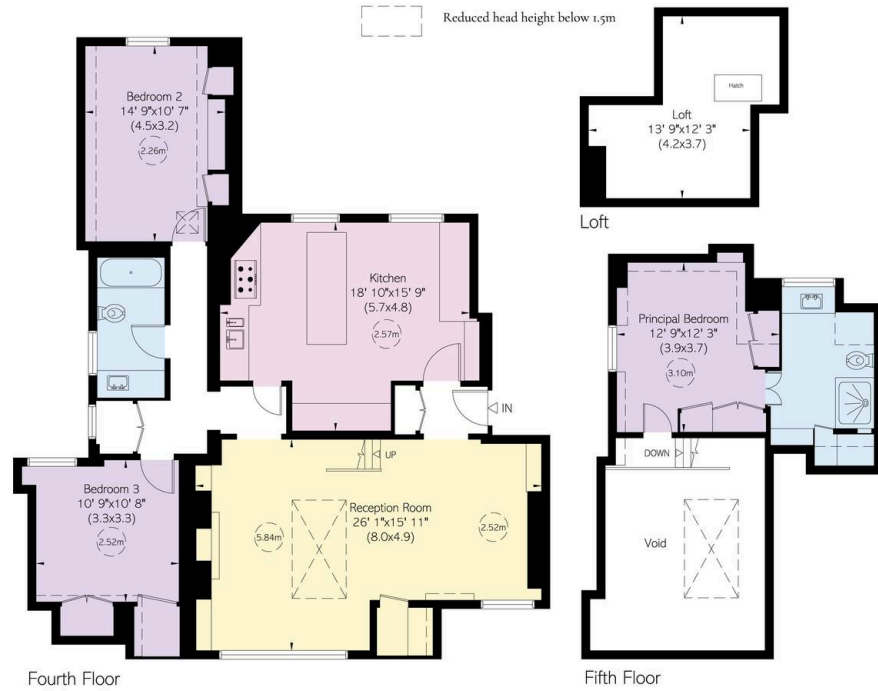 Reduced head height below 1.5m
Bedroom 2
14' 9"x10' 7"
(4.5x3.2)
2.26m
Hatch
Loft
13' 9"x12' 3"
(4.2x3.7)
Loft
Kitchen
18' 10"x15' 9"
(5.7x4.8)
2.57m
Principal Bedroom
12' 9"x12' 3"
(3.9x3.7)
3.10m
IN
UP
DOWN
Bedroom 3
10' 9"x10' 8"
(3.3x3.3)
2.52m
Reception Room
26' 1"x15' 11"
(8.0x4.9)
5.84m
2.52m
Void
Fourth Floor
Fifth Floor